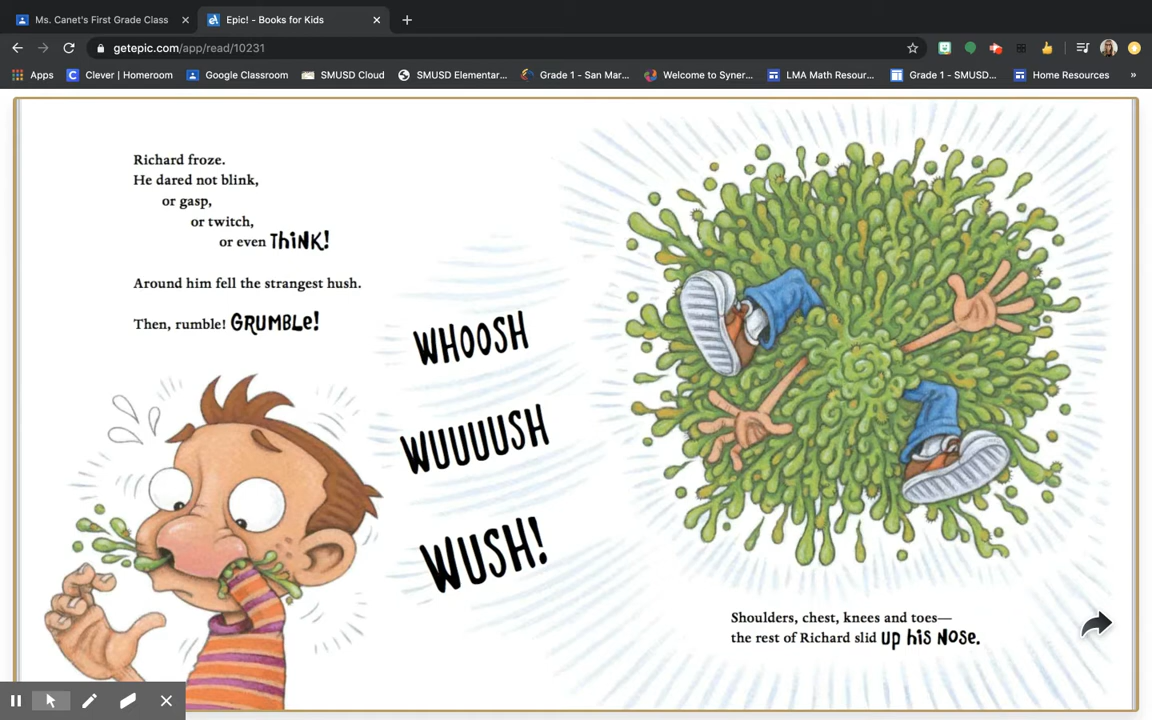 Ms. Canet's First Grade Class
Epic! - Books for Kids
getepic.com/app/read/10231
Apps
Clever | Homeroom
Google Classroom
SMUSD Cloud
SMUSD Elementar...
Grade 1 - San Mar...
Welcome to Syner...
LMA Math Resour...
Grade 1 - SMUSD...
Home Resources
»
Richard froze.
He dared not blink,
or gasp,
or twitch,
or even THiNK!
Around him fell the strangest hush.
Then, rumble! GRUMBLe!
WHOOSH
WUUUUSH
WUSH!
Shoulders, chest, knees and toes—
the rest of Richard slid up his Nose.